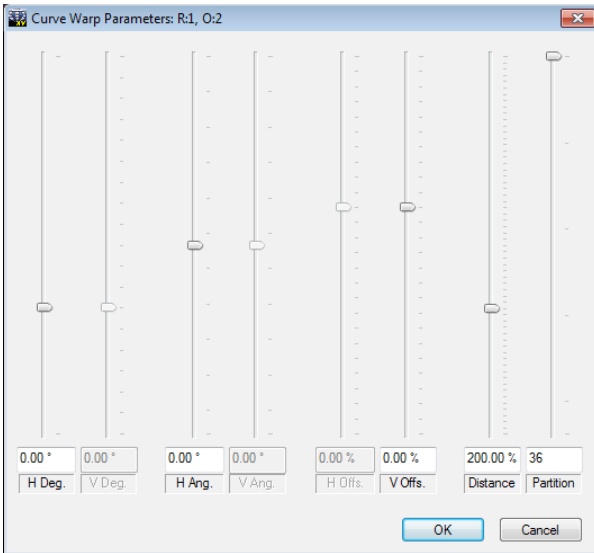 Curve Warp Parameters: R:1, O:2
0.00 ° 0.00 ° 0.00 ° 0.00 ° 0.00 % 0.00 % 200.00 % 36
H Deg. V Deg. H Ang. V Ang. H Offs. V Offs. Distance Partition
OK Cancel